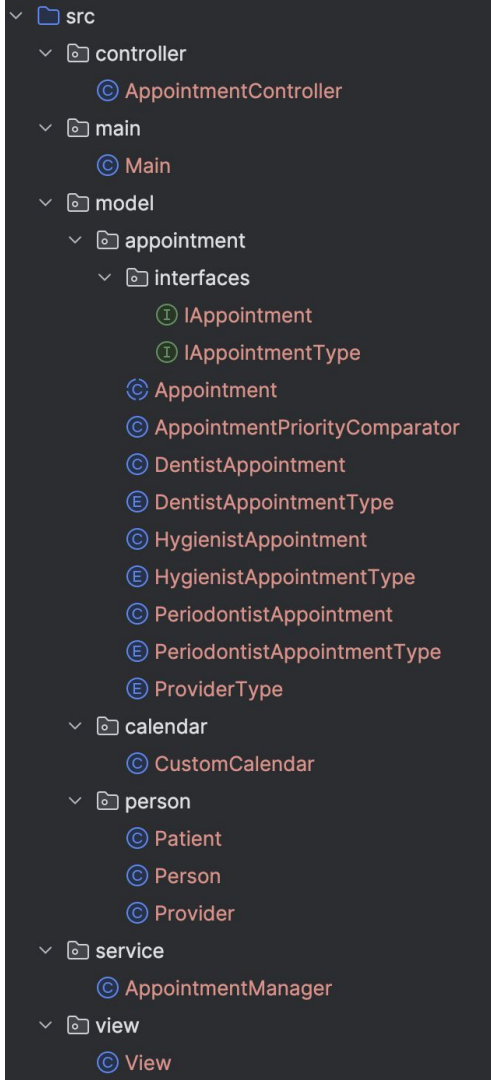 src
controller
AppointmentController
main
Main
model
appointment
interfaces
IAppointment
IAppointmentType
Appointment
AppointmentPriorityComparator
DentistAppointment
DentistAppointmentType
HygienistAppointment
HygienistAppointmentType
PeriodontistAppointment
PeriodontistAppointmentType
ProviderType
calendar
CustomCalendar
person
Patient
Person
Provider
service
AppointmentManager
view
View